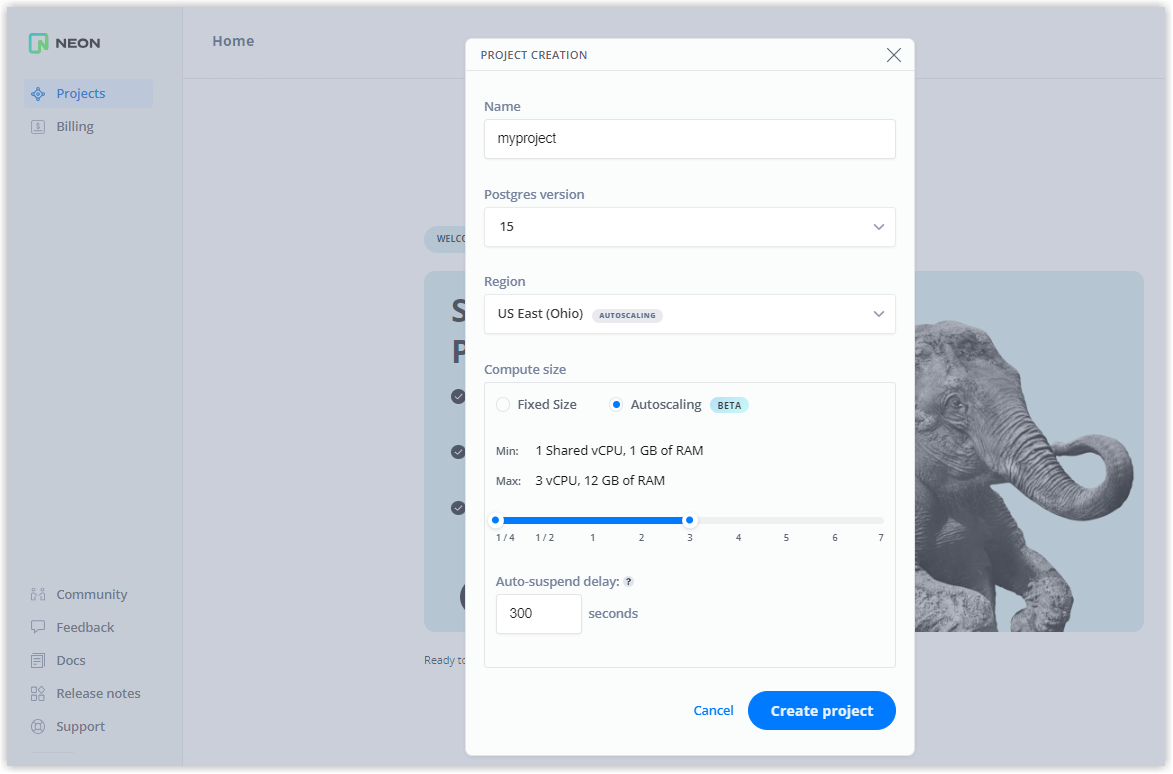 NEON
Home
Projects
Billing
PROJECT CREATION
Name
myproject
Postgres version
15
Region
US East (Ohio) AUTOSCALING
Compute size
Fixed Size Autoscaling BETA
Min: 1 Shared vCPU, 1 GB of RAM
Max: 3 vCPU, 12 GB of RAM
1 / 4 1 / 2 1 2 3 4 5 6 7
Auto-suspend delay: ?
300 seconds
Cancel Create project
Ready
Community
Feedback
Docs
Release notes
Support